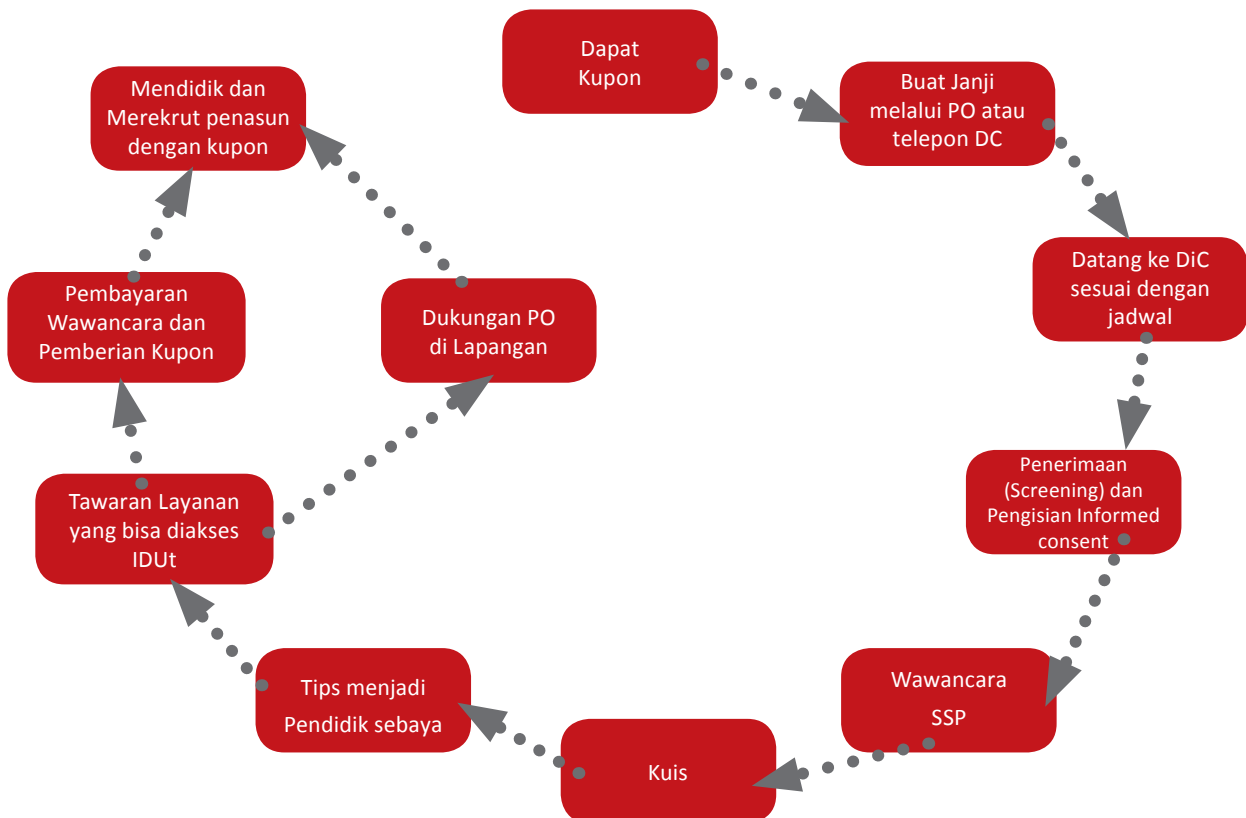 Dapat
Kupon
Buat Janji
melalui PO atau
telepon DC
Datang ke DiC
sesuai dengan
jadwal
Penerimaan
(Screening) dan
Pengisian Informed
consent
Wawancara
SSP
Kuis
Tips menjadi
Pendidik sebaya
Tawaran Layanan
yang bisa diakses
IDUt
Pembayaran
Wawancara dan
Pemberian Kupon
Dukungan PO
di Lapangan
Mendidik dan
Merekrut penasun
dengan kupon